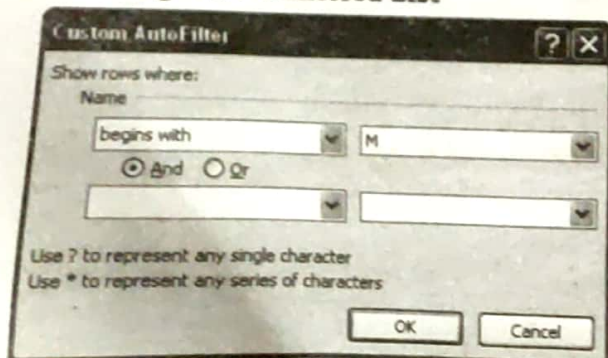 Custom AutoFilter
Show rows where:
Name
begins with M
And Or
Use ? to represent any single character
Use * to represent any series of characters
OK Cancel